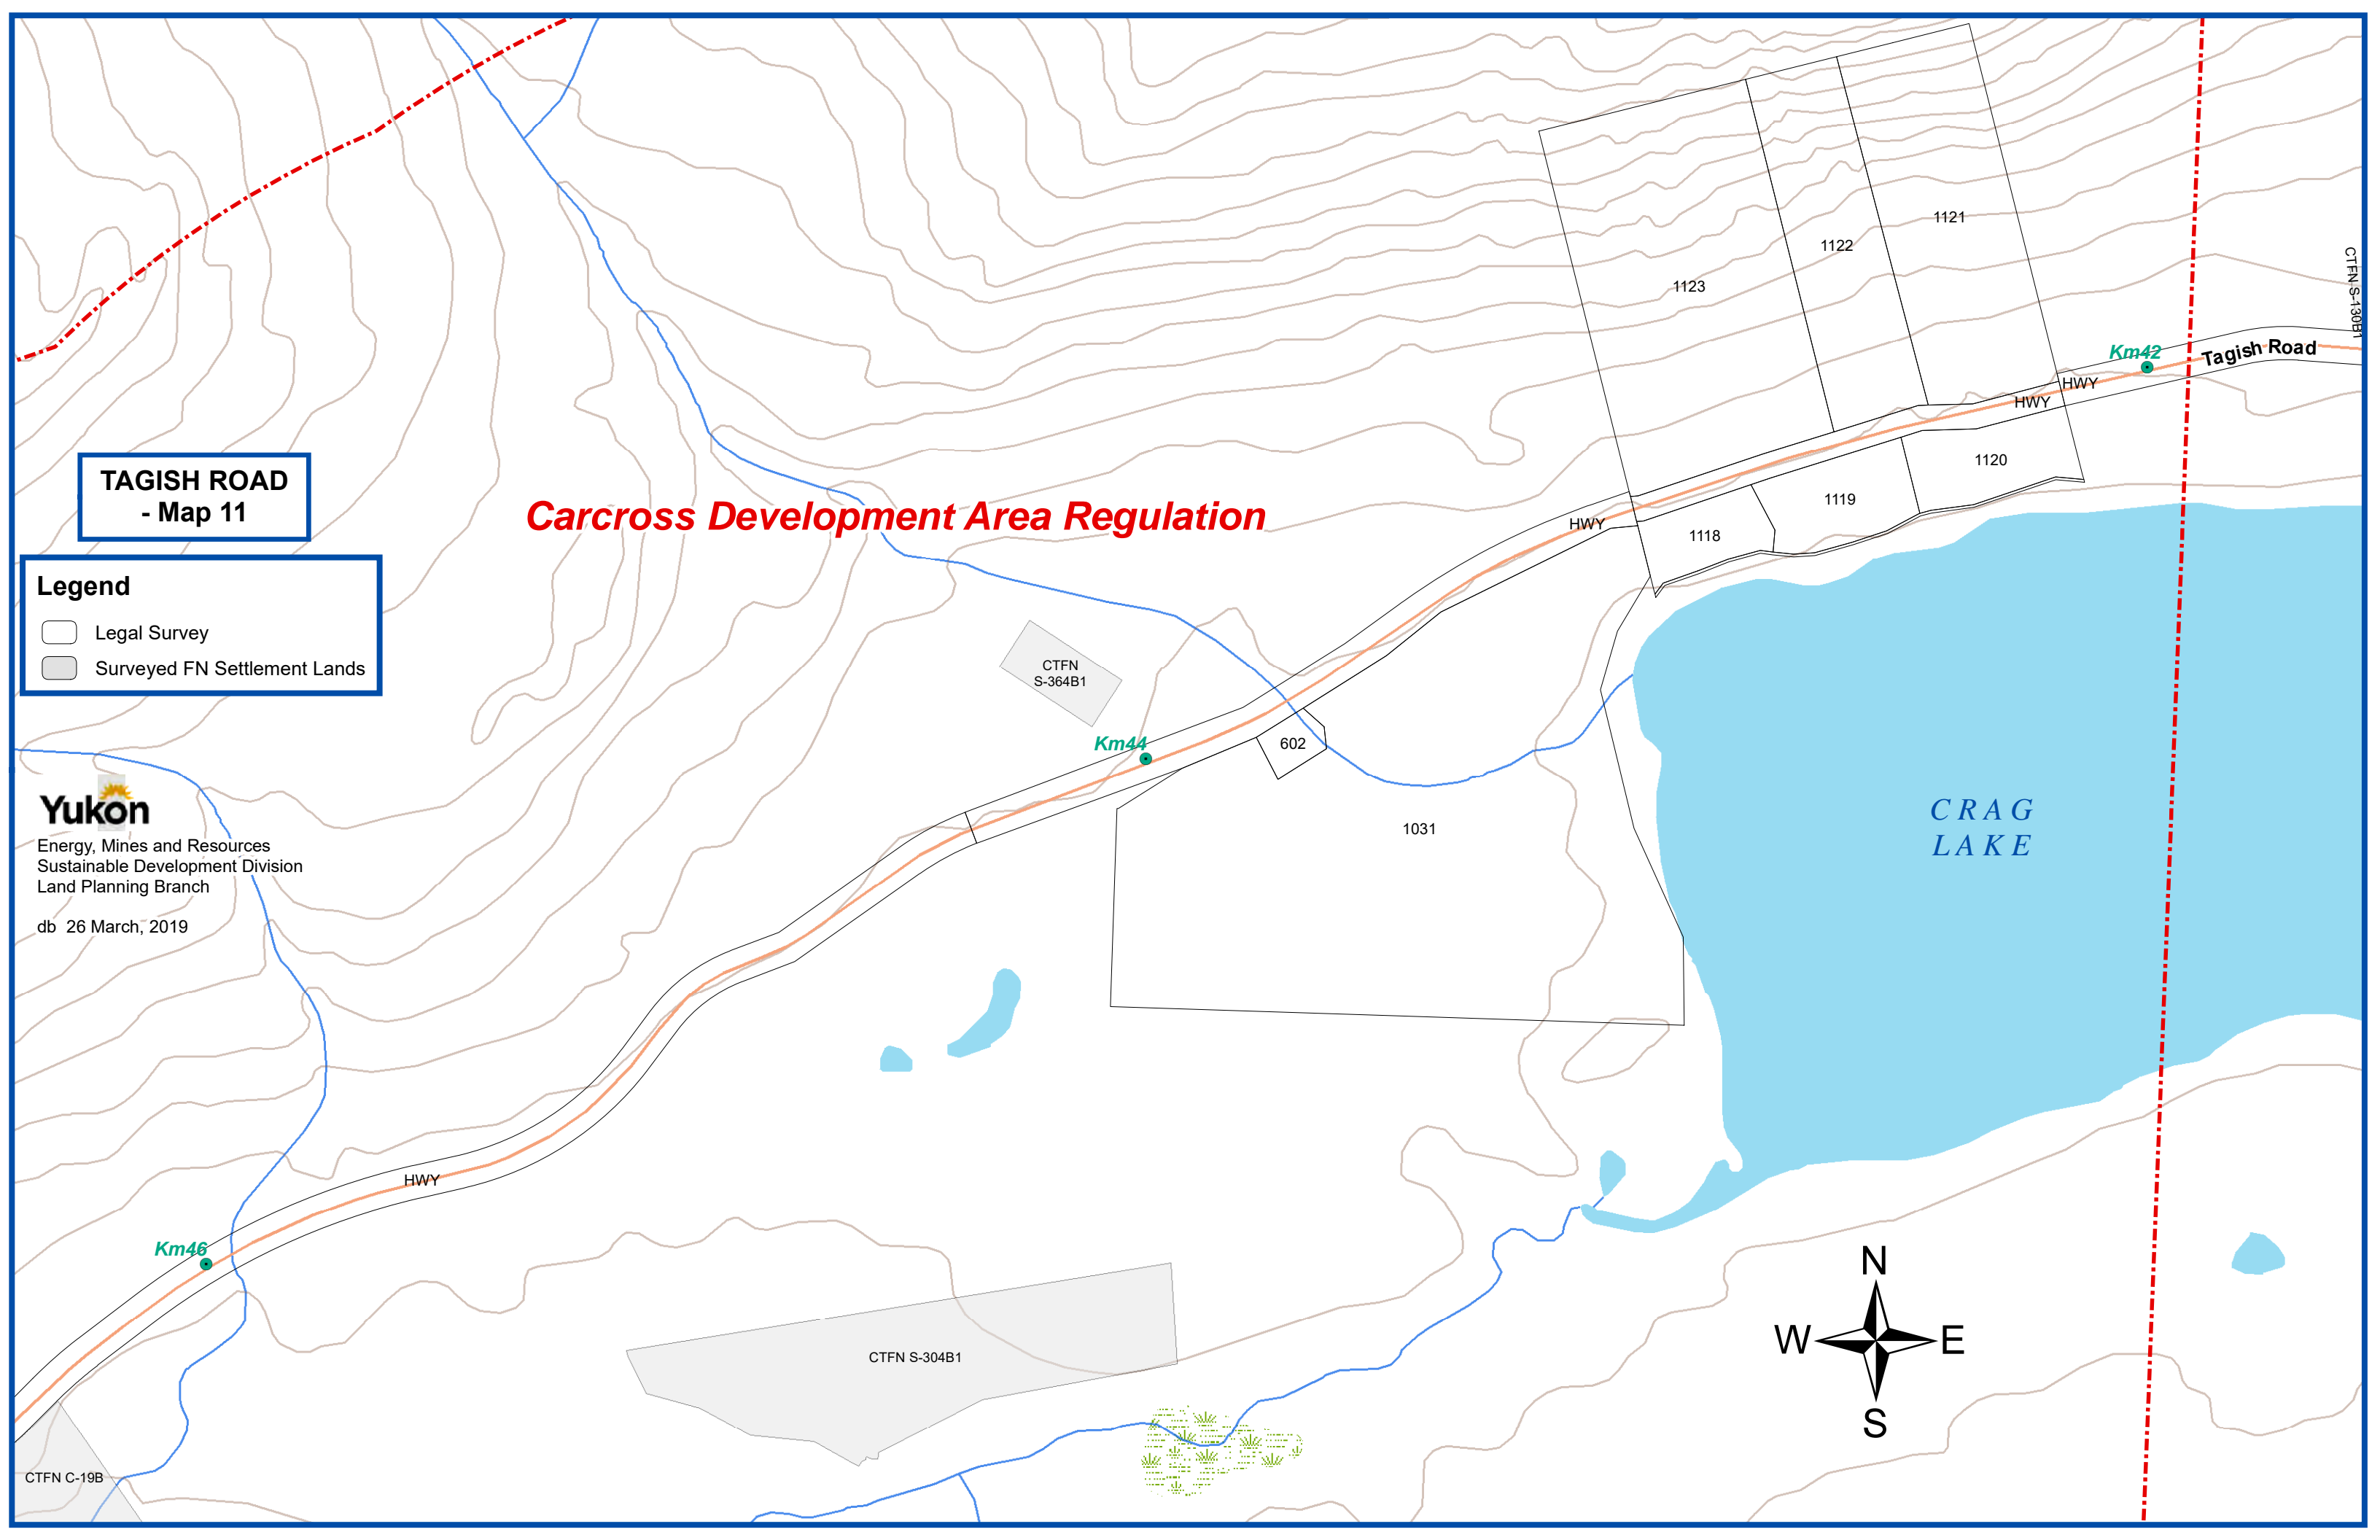 TAGISH ROAD
- Map 11
Legend
Legal Survey
Surveyed FN Settlement Lands
Yukon
Energy, Mines and Resources
Sustainable Development Division
Land Planning Branch
db 26 March, 2019
Carcross Development Area Regulation
1121
1122
1123
CTFN S-130B1
Km42
Tagish Road
HWY
HWY
HWY
1120
1119
1118
CTFN
S-364B1
Km44
602
1031
CRAG
LAKE
HWY
Km46
CTFN S-304B1
CTFN C-19B
N
W
E
S